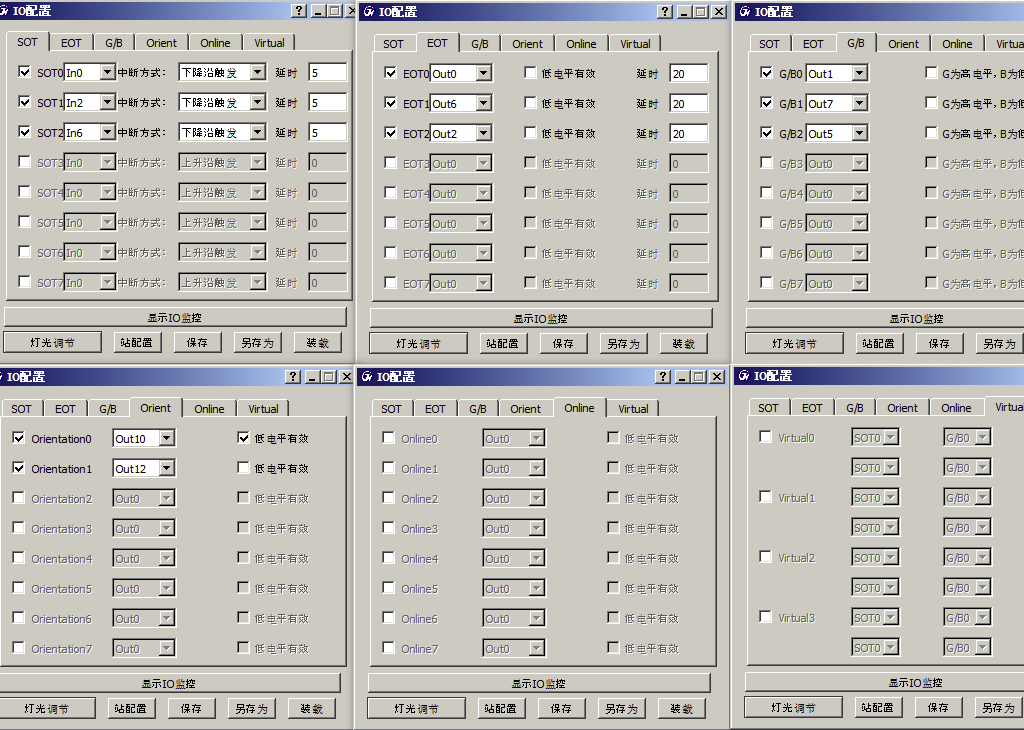 IO配置
SOT EOT G/B Orient Online Virtual
SOT0 In0 中断方式： 下降沿触发 延时 5
SOT1 In2 中断方式： 下降沿触发 延时 5
SOT2 In6 中断方式： 下降沿触发 延时 5
SOT3 In0 中断方式： 上升沿触发 延时 0
SOT4 In0 中断方式： 上升沿触发 延时 0
SOT5 In0 中断方式： 上升沿触发 延时 0
SOT6 In0 中断方式： 上升沿触发 延时 0
SOT7 In0 中断方式： 上升沿触发 延时 0
显示IO监控
灯光调节 站配置 保存 另存为 装载
IO配置
SOT EOT G/B Orient Online Virtual
EOT0 Out0 低电平有效 延时 20
EOT1 Out6 低电平有效 延时 20
EOT2 Out2 低电平有效 延时 20
EOT3 Out0 低电平有效 延时 0
EOT4 Out0 低电平有效 延时 0
EOT5 Out0 低电平有效 延时 0
EOT6 Out0 低电平有效 延时 0
EOT7 Out0 低电平有效 延时 0
显示IO监控
灯光调节 站配置 保存 另存为 装载
IO配置
SOT EOT G/B Orient Online Virtua
G/B0 Out1 G为高电平，B为低
G/B1 Out7 G为高电平，B为低
G/B2 Out5 G为高电平，B为低
G/B3 Out0 G为高电平，B为低
G/B4 Out0 G为高电平，B为低
G/B5 Out0 G为高电平，B为低
G/B6 Out0 G为高电平，B为低
G/B7 Out0 G为高电平，B为低
显示IO监控
灯光调节 站配置 保存 另存为
IO配置
SOT EOT G/B Orient Online Virtual
Orientation0 Out10 低电平有效
Orientation1 Out12 低电平有效
Orientation2 Out0 低电平有效
Orientation3 Out0 低电平有效
Orientation4 Out0 低电平有效
Orientation5 Out0 低电平有效
Orientation6 Out0 低电平有效
Orientation7 Out0 低电平有效
显示IO监控
灯光调节 站配置 保存 另存为 装载
IO配置
SOT EOT G/B Orient Online Virtual
Online0 Out0 低电平有效
Online1 Out0 低电平有效
Online2 Out0 低电平有效
Online3 Out0 低电平有效
Online4 Out0 低电平有效
Online5 Out0 低电平有效
Online6 Out0 低电平有效
Online7 Out0 低电平有效
显示IO监控
灯光调节 站配置 保存 另存为 装载
IO配置
SOT EOT G/B Orient Online Virtua
Virtual0 SOT0 G/B0
SOT0 G/B0
Virtual1 SOT0 G/B0
SOT0 G/B0
Virtual2 SOT0 G/B0
SOT0 G/B0
Virtual3 SOT0 G/B0
SOT0 G/B0
显示IO监控
灯光调节 站配置 保存 另存为